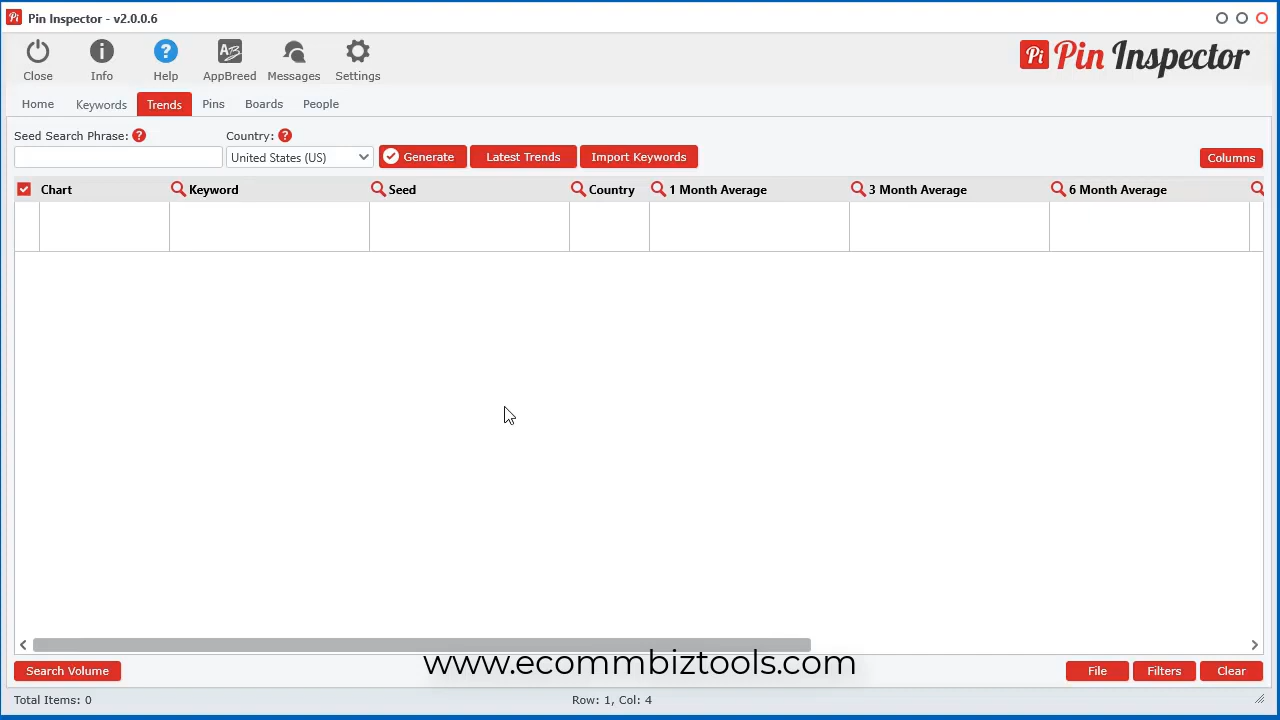 Pin Inspector - v2.0.0.6
Close Info Help AppBreed Messages Settings
Pin Inspector
Home Keywords Trends Pins Boards People
Seed Search Phrase: Country:
United States (US) Generate Latest Trends Import Keywords Columns
Chart Keyword Seed Country 1 Month Average 3 Month Average 6 Month Average
www.ecommbiztools.com
Search Volume File Filters Clear
Total Items: 0 Row: 1, Col: 4